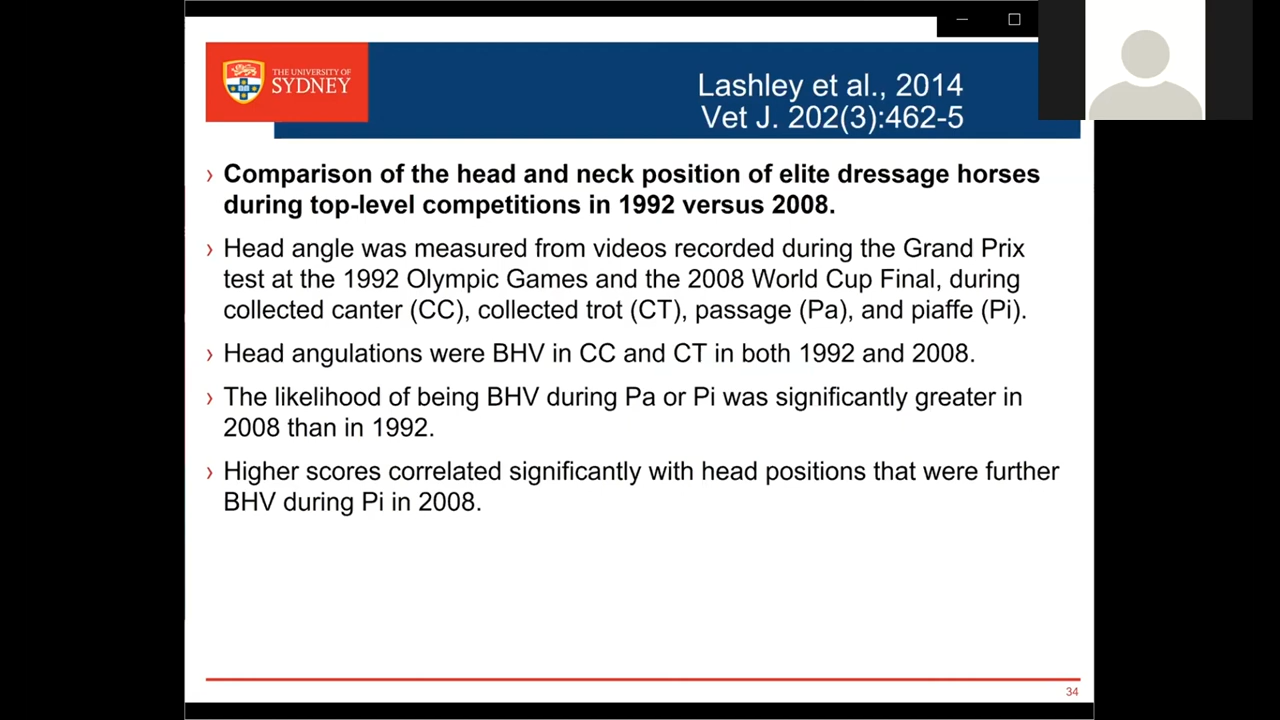 THE UNIVERSITY OF
SYDNEY
Lashley et al., 2014
Vet J. 202(3):462-5
› Comparison of the head and neck position of elite dressage horses
during top-level competitions in 1992 versus 2008.
› Head angle was measured from videos recorded during the Grand Prix
test at the 1992 Olympic Games and the 2008 World Cup Final, during
collected canter (CC), collected trot (CT), passage (Pa), and piaffe (Pi).
› Head angulations were BHV in CC and CT in both 1992 and 2008.
› The likelihood of being BHV during Pa or Pi was significantly greater in
2008 than in 1992.
› Higher scores correlated significantly with head positions that were further
BHV during Pi in 2008.
34